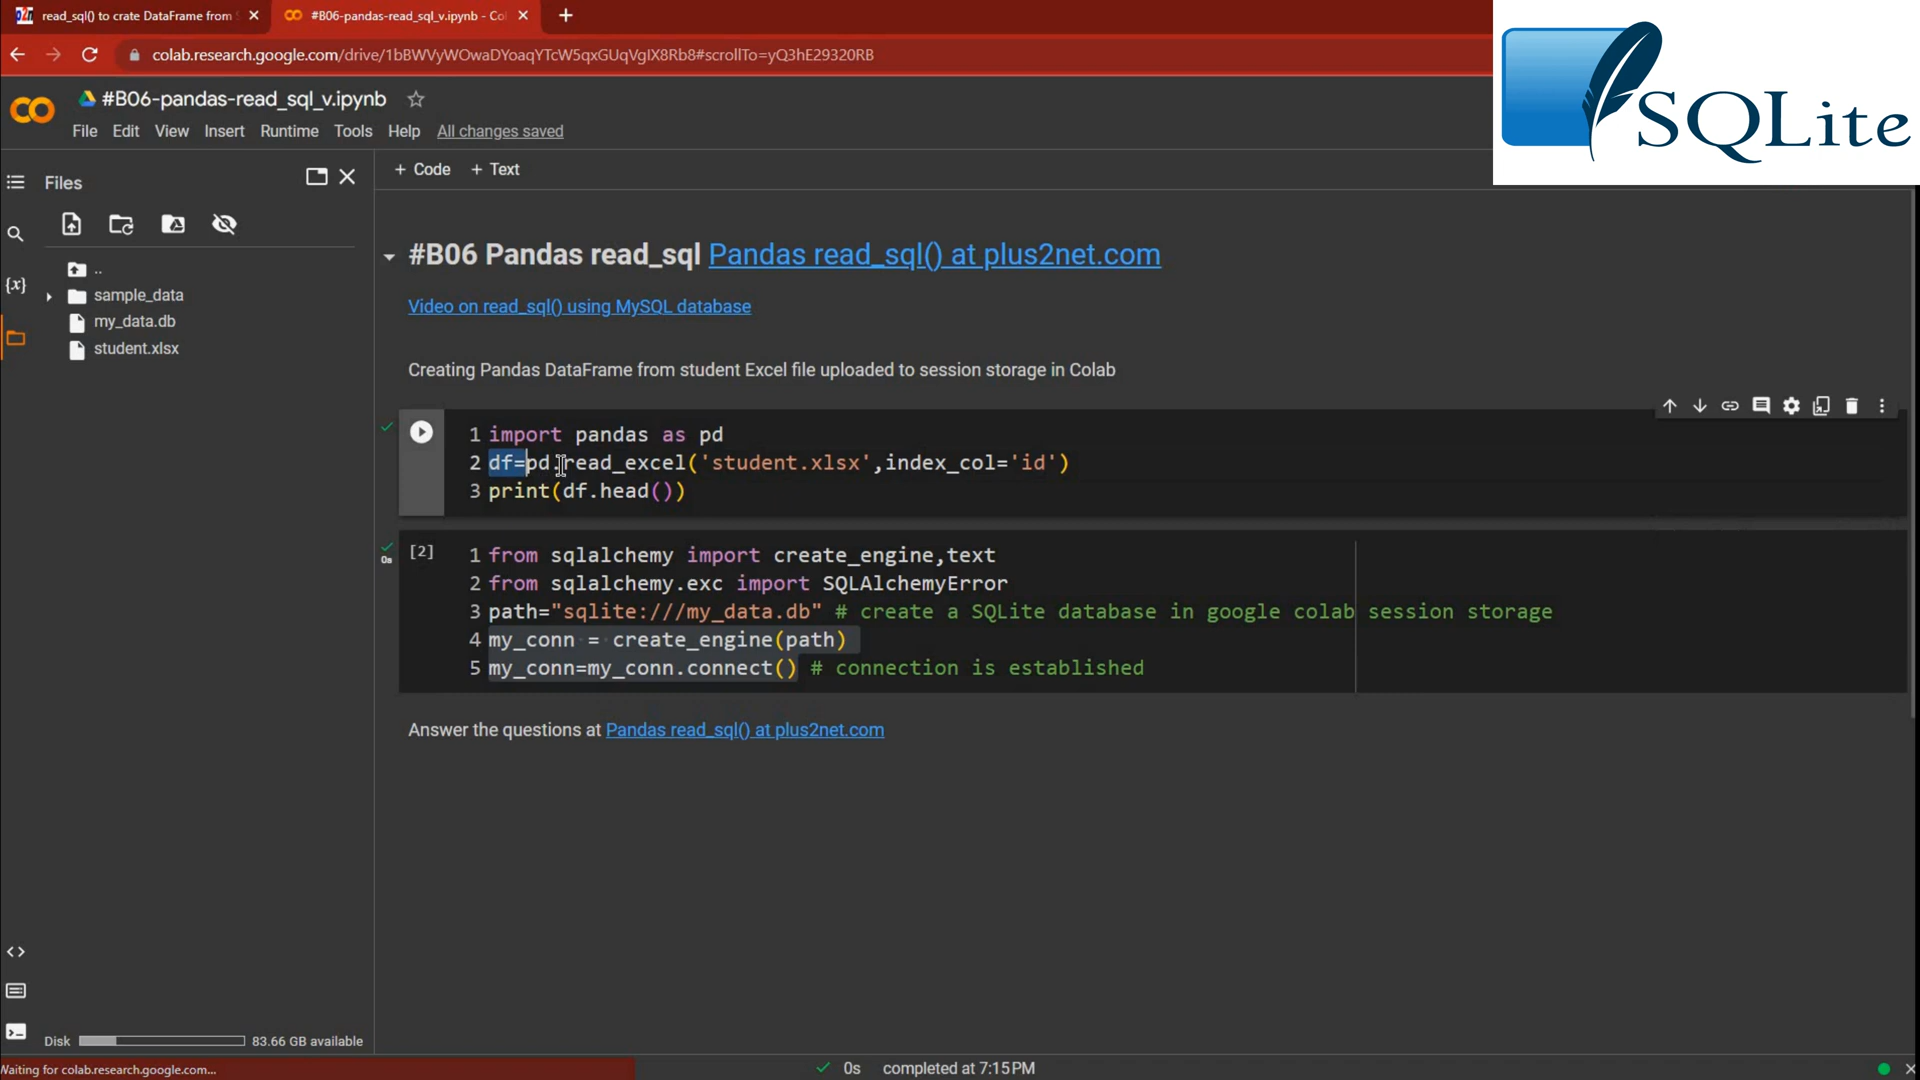 read_sql() to crate DataFrame from
#B06-pandas-read_sql_v.ipynb - Co
colab.research.google.com/drive/1bBWVyWOwaDYoaqYTcW5qxGUqVgIX8Rb8#scrollTo=yQ3hE29320RB
SQLite
#B06-pandas-read_sql_v.ipynb
File Edit View Insert Runtime Tools Help All changes saved
Files
+ Code + Text
..
sample_data
my_data.db
student.xlsx
{x}
#B06 Pandas read_sql Pandas read_sql() at plus2net.com
Video on read_sql() using MySQL database
Creating Pandas DataFrame from student Excel file uploaded to session storage in Colab
1 import pandas as pd
2 df=pd.read_excel('student.xlsx',index_col='id')
3 print(df.head())
0s
[2]
1 from sqlalchemy import create_engine,text
2 from sqlalchemy.exc import SQLAlchemyError
3 path="sqlite:///my_data.db" # create a SQLite database in google colab session storage
4 my_conn = create_engine(path)
5 my_conn=my_conn.connect() # connection is established
Answer the questions at Pandas read_sql() at plus2net.com
Disk 83.66 GB available
Waiting for colab.research.google.com...
0s completed at 7:15 PM